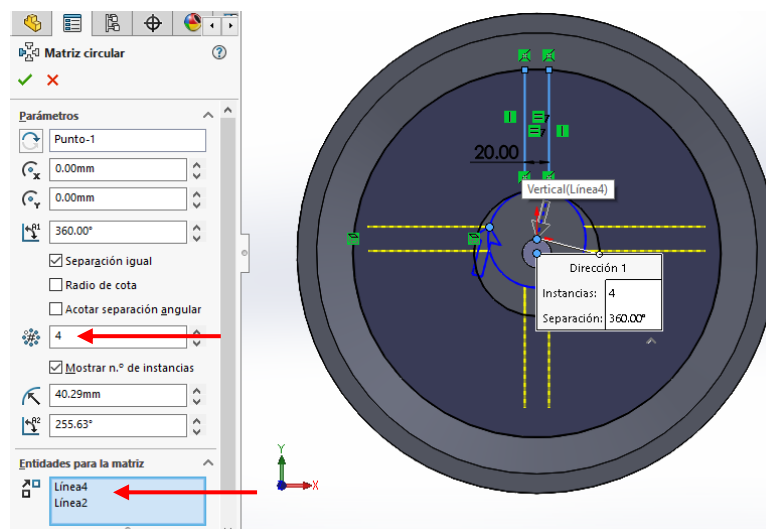 Matriz circular
Parámetros
Punto-1
0.00mm
0.00mm
360.00°
Separación igual
Radio de cota
Acotar separación angular
4
Mostrar n.º de instancias
40.29mm
255.63°
Entidades para la matriz
Línea4
Línea2
20.00
Vertical(Línea4)
Dirección 1
Instancias: 4
Separación: 360.00°
Y
X